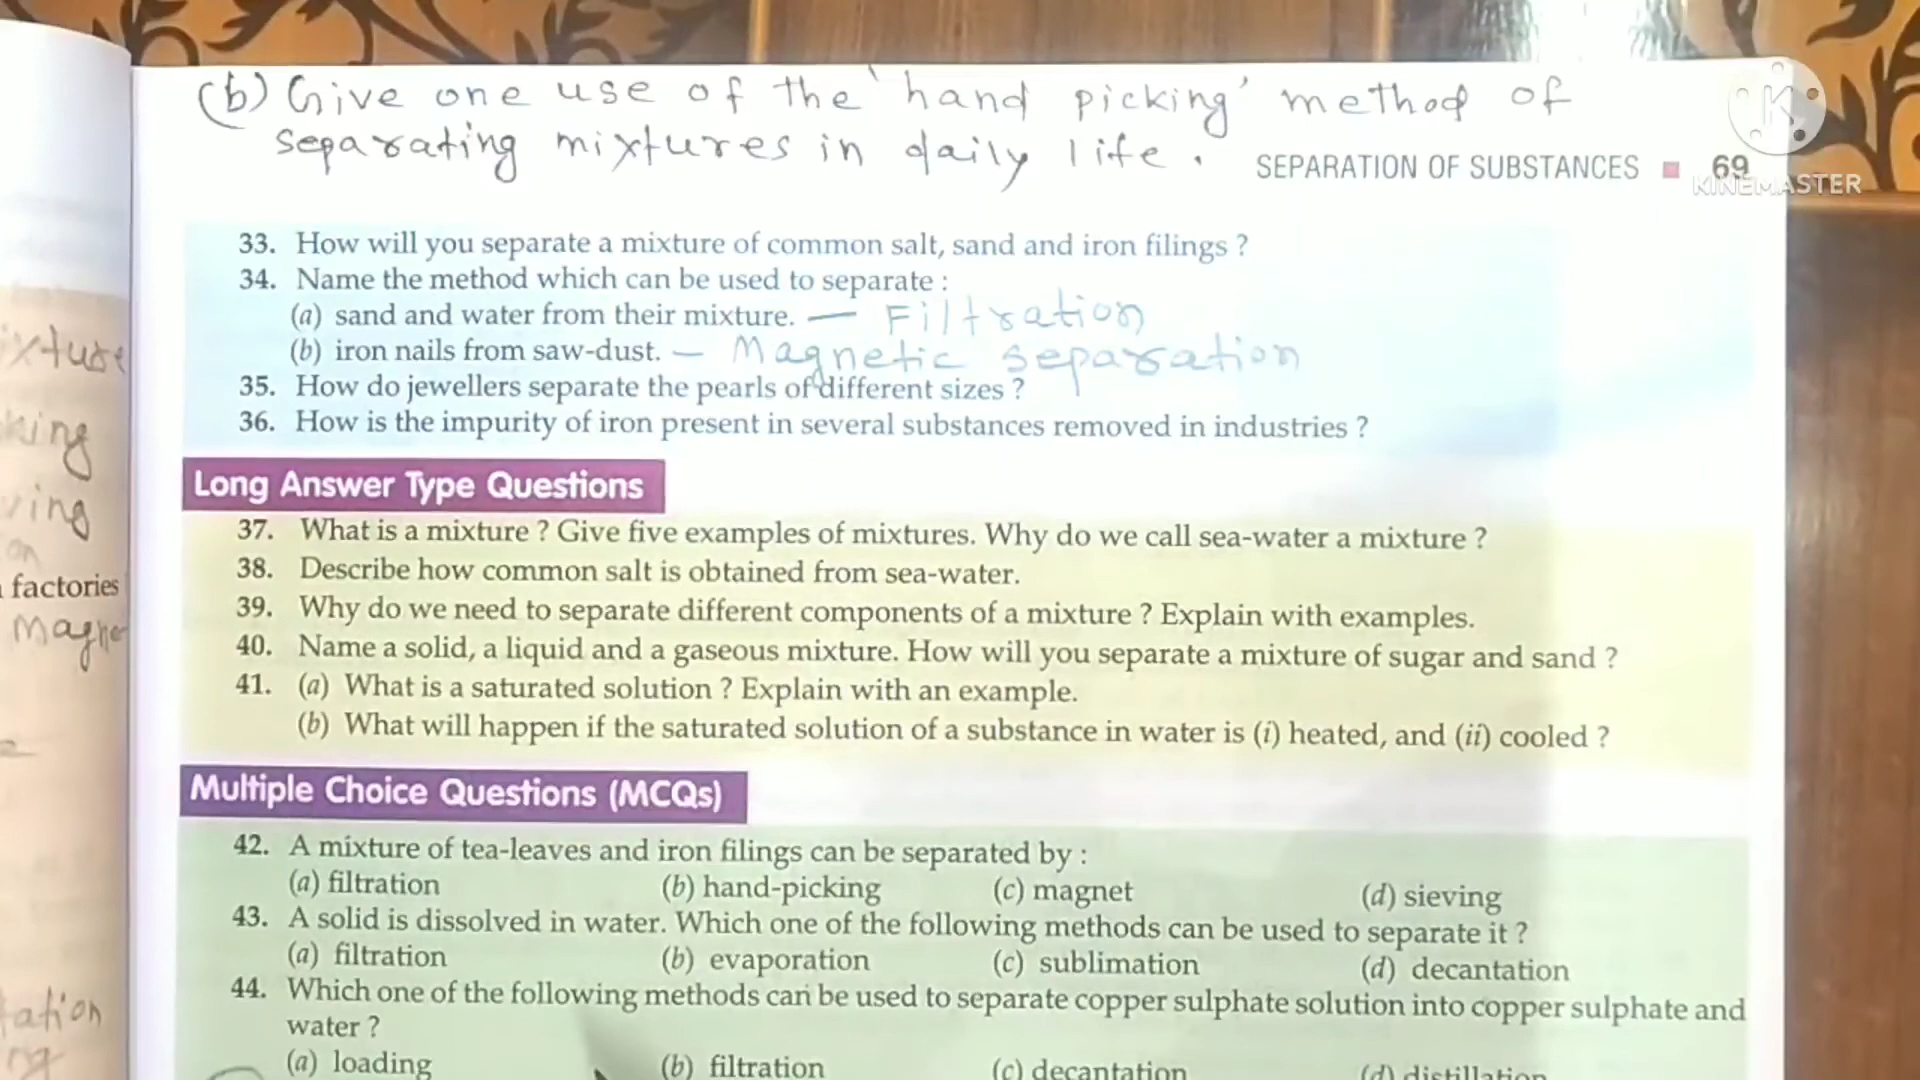 (b) Give one use of the 'hand picking' method of
separating mixtures in daily life.
SEPARATION OF SUBSTANCES ■ 69
KINEMASTER
33. How will you separate a mixture of common salt, sand and iron filings ?
34. Name the method which can be used to separate :
(a) sand and water from their mixture. — Filtration
(b) iron nails from saw-dust. — Magnetic separation
35. How do jewellers separate the pearls of different sizes ?
36. How is the impurity of iron present in several substances removed in industries ?
Long Answer Type Questions
37. What is a mixture ? Give five examples of mixtures. Why do we call sea-water a mixture ?
38. Describe how common salt is obtained from sea-water.
39. Why do we need to separate different components of a mixture ? Explain with examples.
40. Name a solid, a liquid and a gaseous mixture. How will you separate a mixture of sugar and sand ?
41. (a) What is a saturated solution ? Explain with an example.
(b) What will happen if the saturated solution of a substance in water is (i) heated, and (ii) cooled ?
Multiple Choice Questions (MCQs)
42. A mixture of tea-leaves and iron filings can be separated by :
(a) filtration (b) hand-picking (c) magnet (d) sieving
43. A solid is dissolved in water. Which one of the following methods can be used to separate it ?
(a) filtration (b) evaporation (c) sublimation (d) decantation
44. Which one of the following methods can be used to separate copper sulphate solution into copper sulphate and
water ?
(a) loading (b) filtration (c) decantation (d) distillation
factories